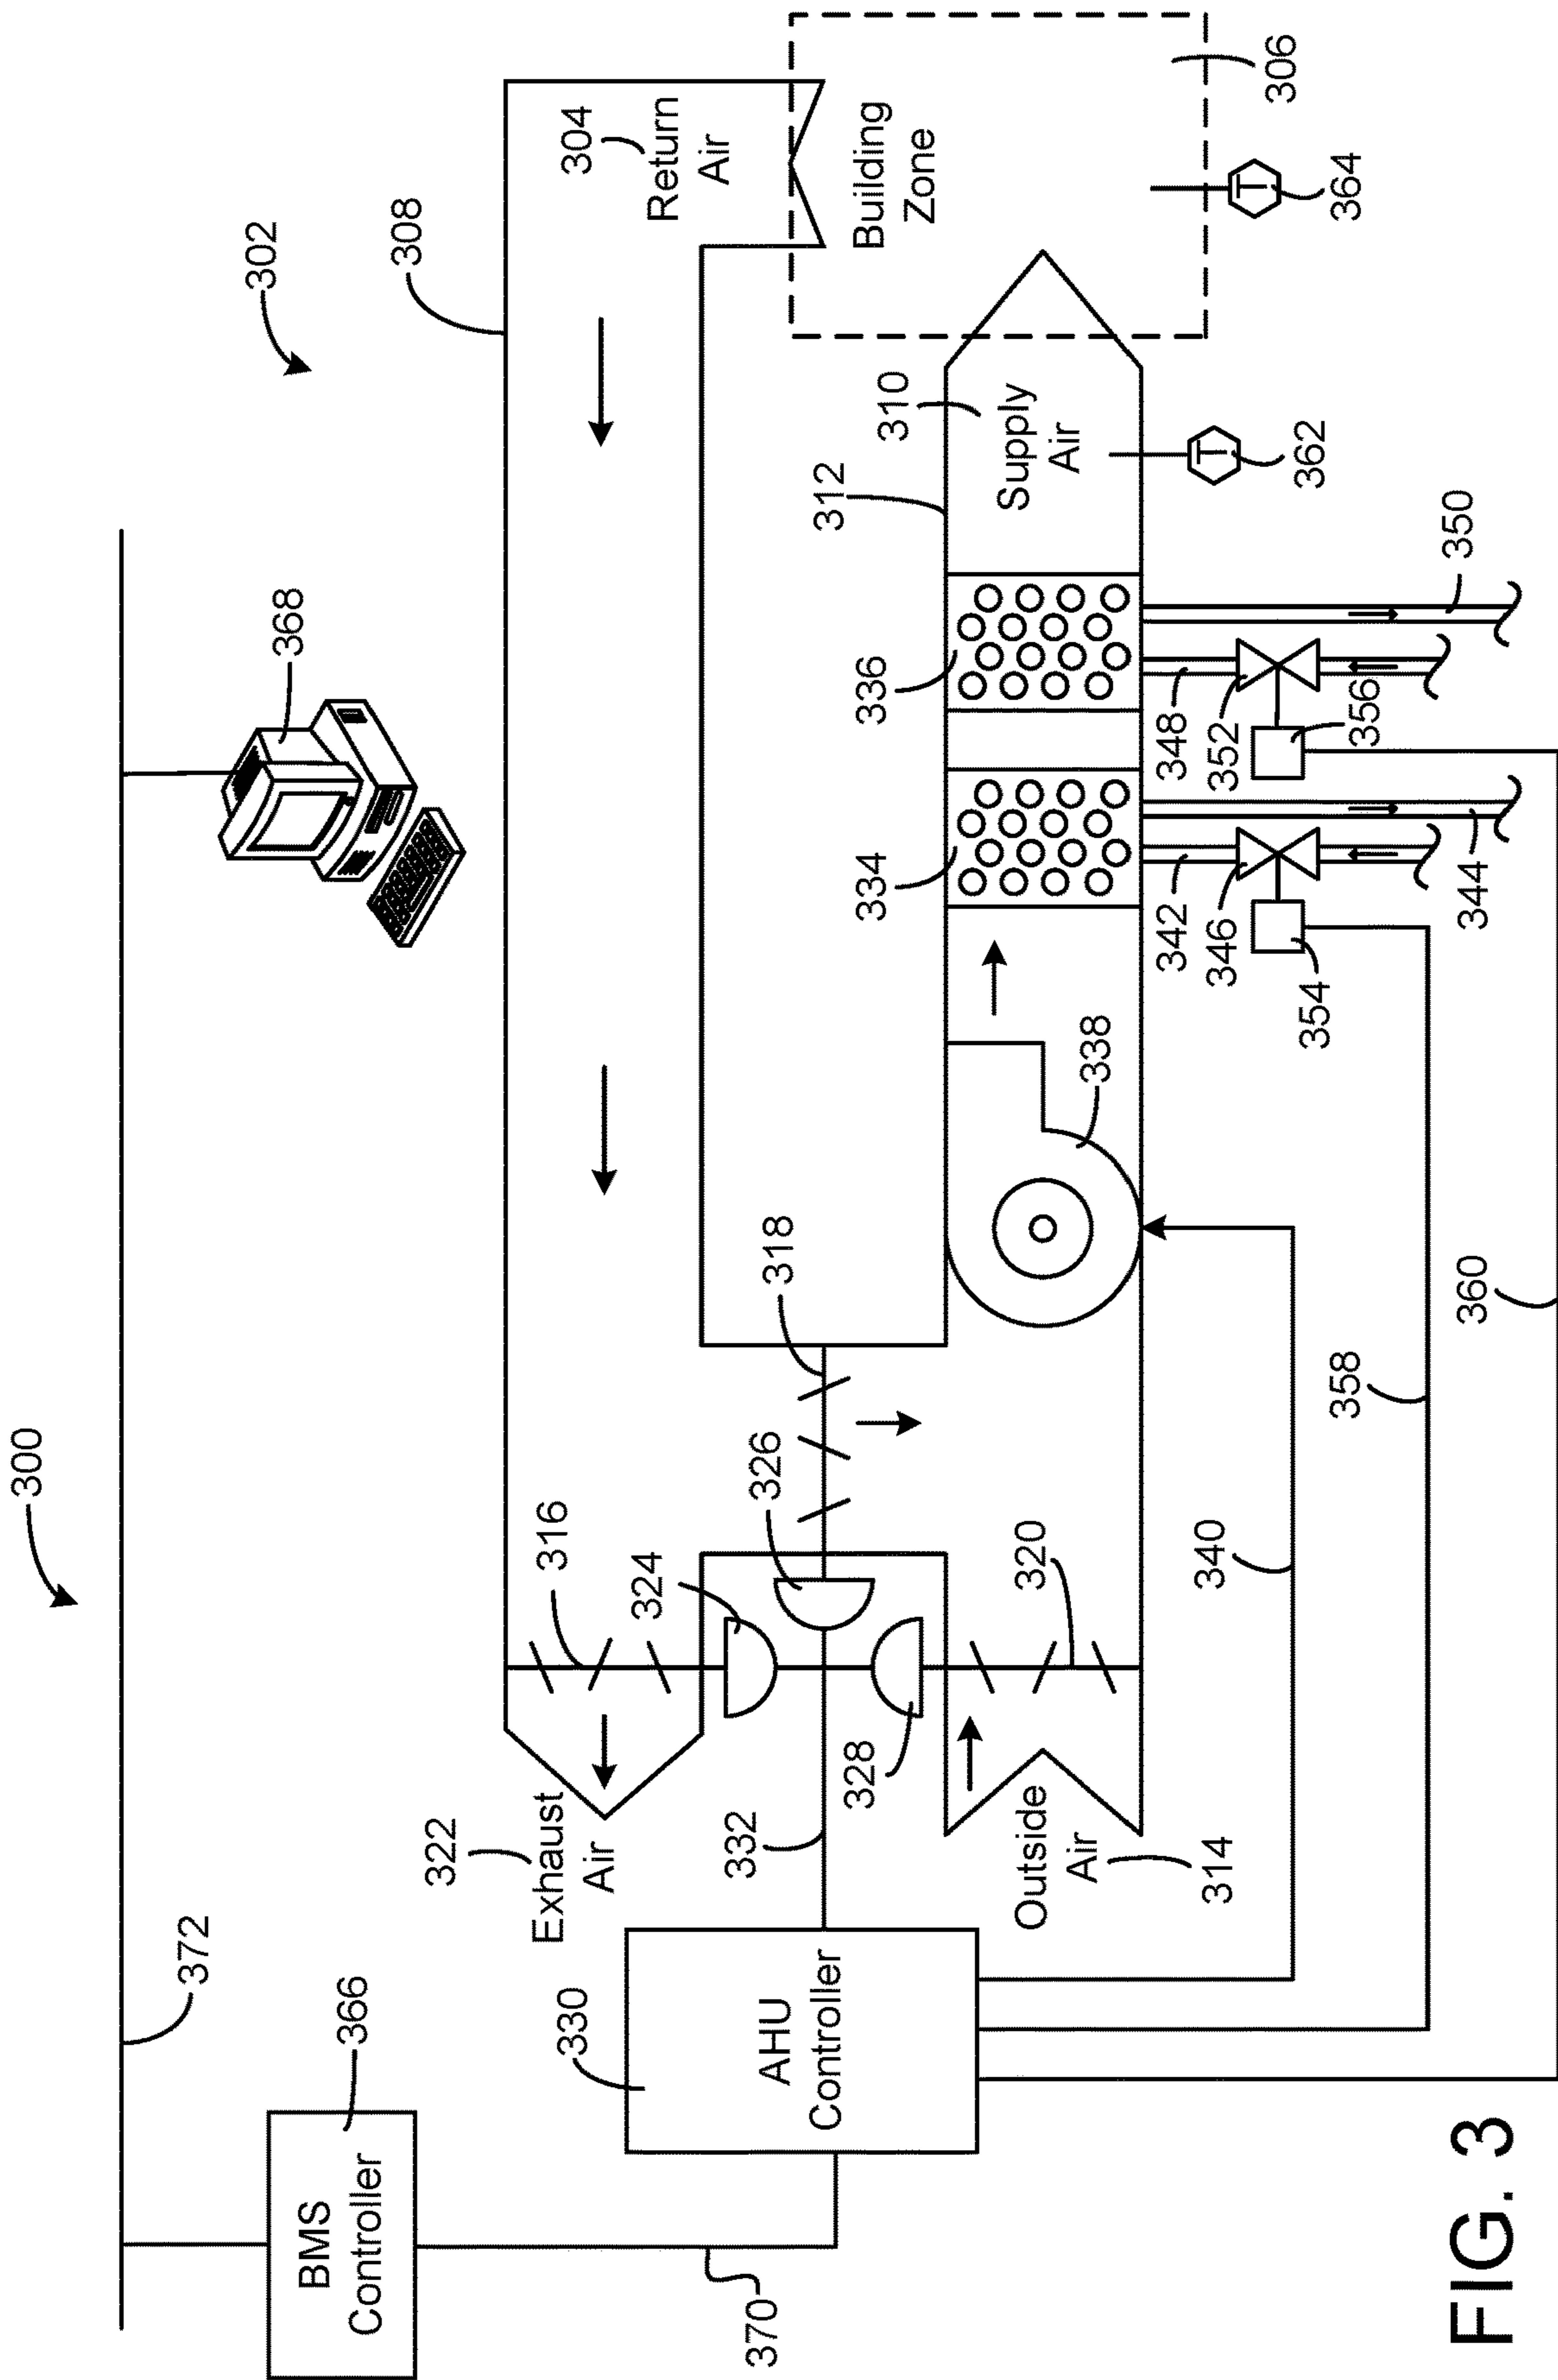 300
372
368
302
BMS
Controller
366
370
308
304
Return
Air
322
Exhaust
Air
316
324
326
318
332
328
330
AHU
Controller
Building
Zone
306
364
Outside
Air
314
320
338
334
336
312
310
Supply
Air
362
342
346
354
344
348
352
356
350
340
358
360
FIG. 3
T
T